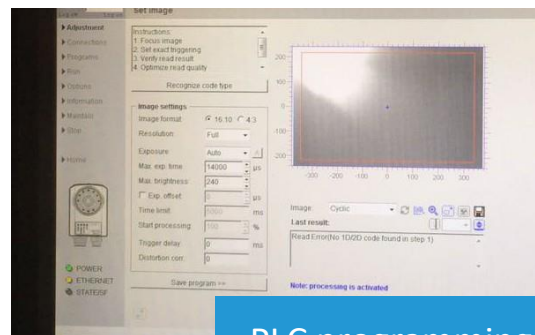 Set image
▶ Adjustment
▶ Connections
▶ Programs
▶ Run
▶ Options
▶ Information
▶ Maintain
▶ Stop
▶ Home
POWER
ETHERNET
Instructions:
1. Focus image
2. Set exact triggering
3. Verify read result
4. Optimize read quality
Recognize code type
Image settings
Image format: 16:10 4:3
Resolution: Full
Exposure: Auto
Max. exp. time: 14000 µs
Max. brightness: 240
Exp. offset: µs
Time limit: ms
Start processing: 100 %
Trigger delay: 0 ms
Distortion corr.: 0
Save program >>
200
100
0
-100
-200
-300 -200 -100 0 100 200 300
Image: Cyclic
Last result:
Read Error(No 1D/2D code found in step 1)
Note: processing is activated
PLC programming